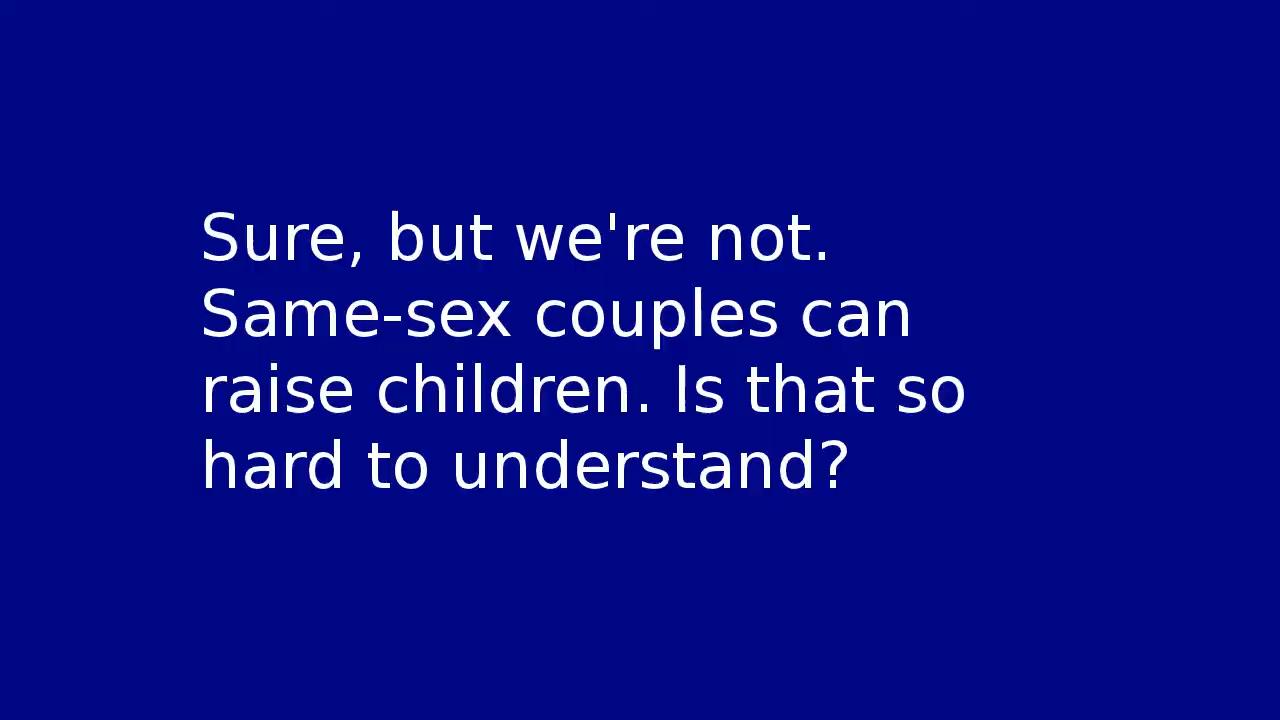 Sure, but we're not.
Same-sex couples can
raise children. Is that so
hard to understand?